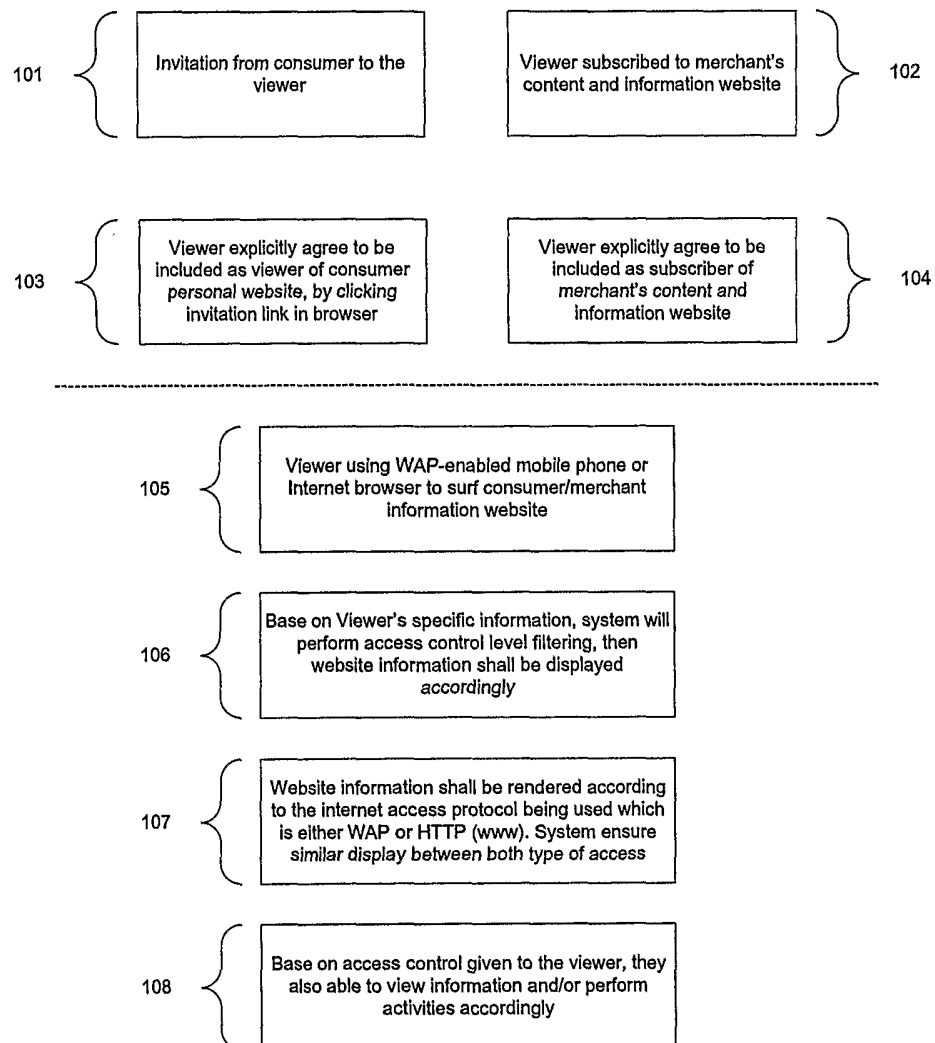 101
Invitation from consumer to the
viewer
Viewer subscribed to merchant's
content and information website
102
103
Viewer explicitly agree to be
included as viewer of consumer
personal website, by clicking
invitation link in browser
Viewer explicitly agree to be
included as subscriber of
merchant's content and
information website
104
105
Viewer using WAP-enabled mobile phone or
Internet browser to surf consumer/merchant
information website
106
Base on Viewer's specific information, system will
perform access control level filtering, then
website information shall be displayed
accordingly
107
Website information shall be rendered according
to the internet access protocol being used which
is either WAP or HTTP (www). System ensure
similar display between both type of access
108
Base on access control given to the viewer, they
also able to view information and/or perform
activities accordingly